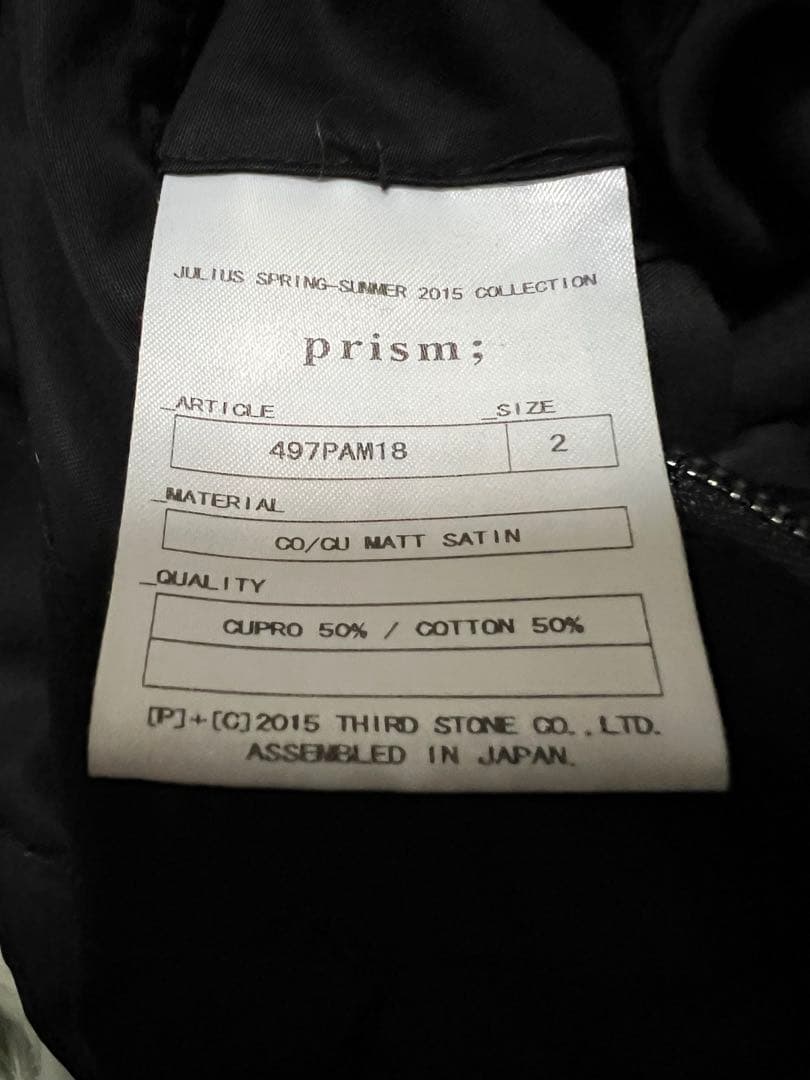 JULIUS SPRING-SUMMER 2015 COLLECTION
prism;
_ARTICLE _SIZE
497PAM18 2
_MATERIAL
CO/CU MATT SATIN
_QUALITY
CUPRO 50% / COTTON 50%
[P]+[C]2015 THIRD STONE CO.,LTD.
ASSEMBLED IN JAPAN.